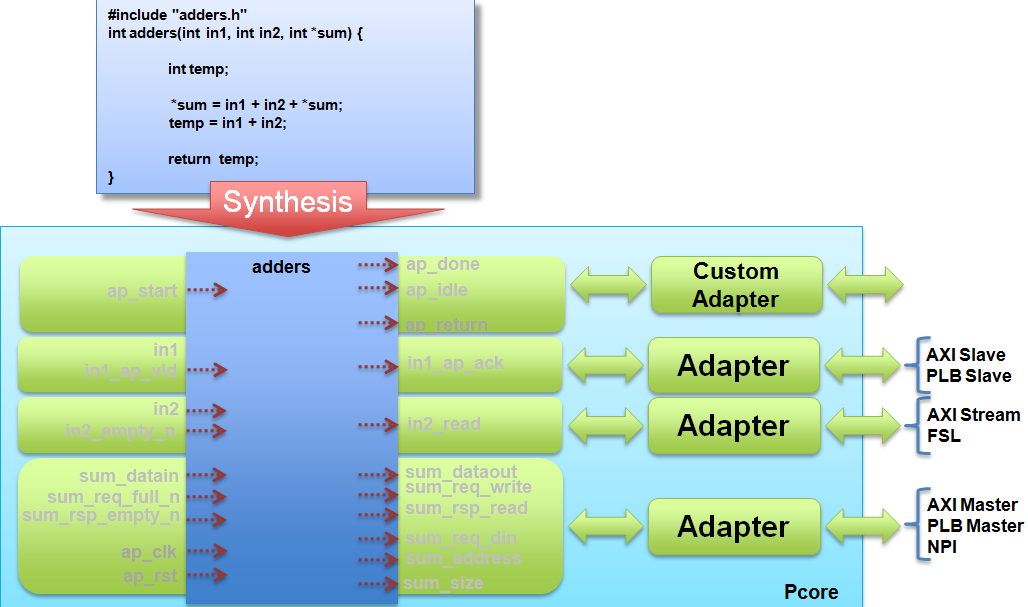 #include "adders.h"
int adders(int in1, int in2, int *sum) {
int temp;
*sum = in1 + in2 + *sum;
temp = in1 + in2;
return temp;
}
Synthesis
adders
ap_start
ap_done
ap_idle
ap_return
Custom
Adapter
in1
in1_ap_vld
in1_ap_ack
Adapter
AXI Slave
PLB Slave
in2
in2_empty_n
in2_read
Adapter
AXI Stream
FSL
sum_datain
sum_req_full_n
sum_rsp_empty_n
ap_clk
ap_rst
sum_dataout
sum_req_write
sum_rsp_read
sum_req_din
sum_address
sum_size
Adapter
AXI Master
PLB Master
NPI
Pcore